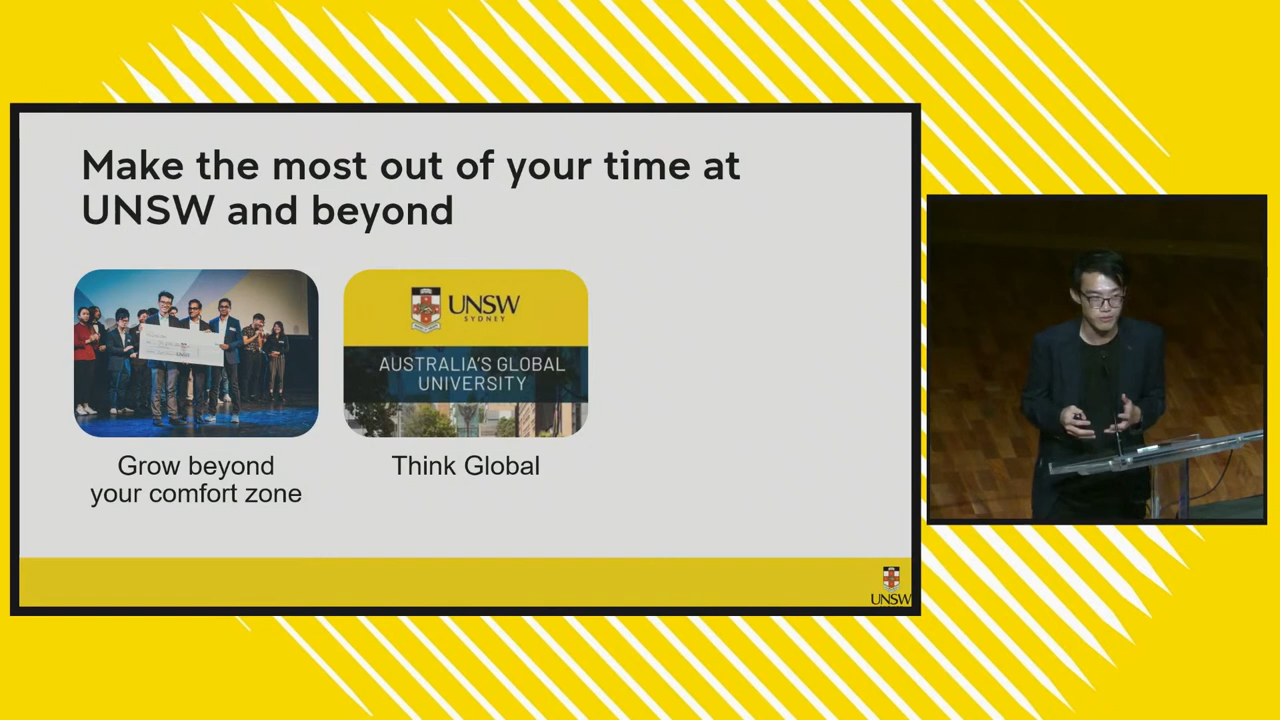 Make the most out of your time at
UNSW and beyond
UNSW
SYDNEY
AUSTRALIA'S GLOBAL
UNIVERSITY
Grow beyond
your comfort zone
Think Global
UNSW